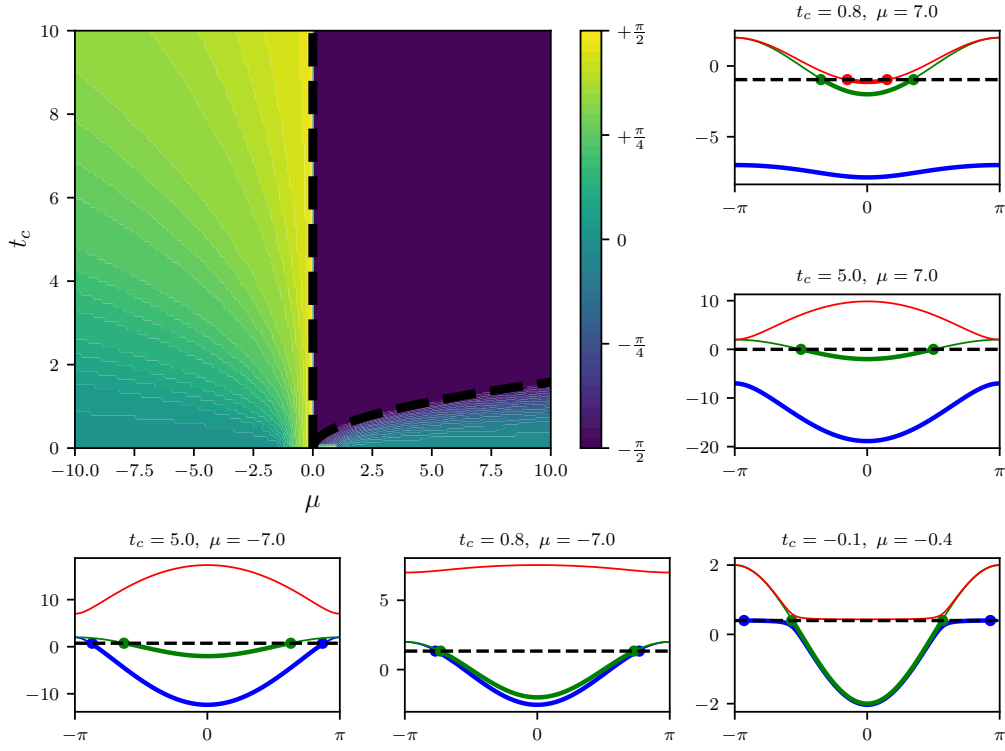 10
8
6
4
2
0
t_c
−10.0
−7.5
−5.0
−2.5
0.0
2.5
5.0
7.5
10.0
μ
+π/2
+π/4
0
−π/4
−π/2
t_c = 0.8, μ = 7.0
0
−5
−π
0
π
t_c = 5.0, μ = 7.0
10
0
−10
−20
−π
0
π
t_c = 5.0, μ = −7.0
10
0
−10
−π
0
π
t_c = 0.8, μ = −7.0
5
0
−π
0
π
t_c = −0.1, μ = −0.4
2
0
−2
−π
0
π